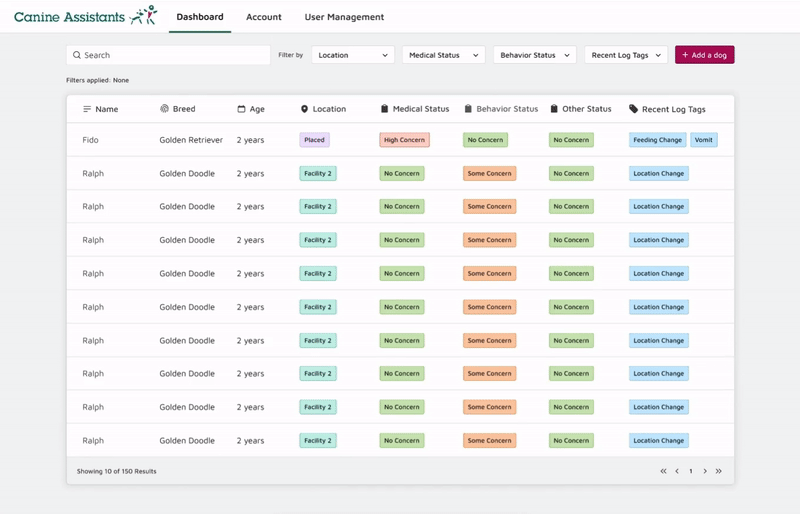 Canine Assistants Dashboard Account User Management
Search Filter by Location Medical Status Behavior Status Recent Log Tags + Add a dog
Filters applied: None
Name Breed Age Location Medical Status Behavior Status Other Status Recent Log Tags
Fido Golden Retriever 2 years Placed High Concern No Concern No Concern Feeding Change Vomit
Ralph Golden Doodle 2 years Facility 2 No Concern Some Concern No Concern Location Change
Ralph Golden Doodle 2 years Facility 2 No Concern Some Concern No Concern Location Change
Ralph Golden Doodle 2 years Facility 2 No Concern Some Concern No Concern Location Change
Ralph Golden Doodle 2 years Facility 2 No Concern Some Concern No Concern Location Change
Ralph Golden Doodle 2 years Facility 2 No Concern Some Concern No Concern Location Change
Ralph Golden Doodle 2 years Facility 2 No Concern Some Concern No Concern Location Change
Ralph Golden Doodle 2 years Facility 2 No Concern Some Concern No Concern Location Change
Ralph Golden Doodle 2 years Facility 2 No Concern Some Concern No Concern Location Change
Ralph Golden Doodle 2 years Facility 2 No Concern Some Concern No Concern Location Change
Showing 10 of 150 Results « ‹ 1 › »